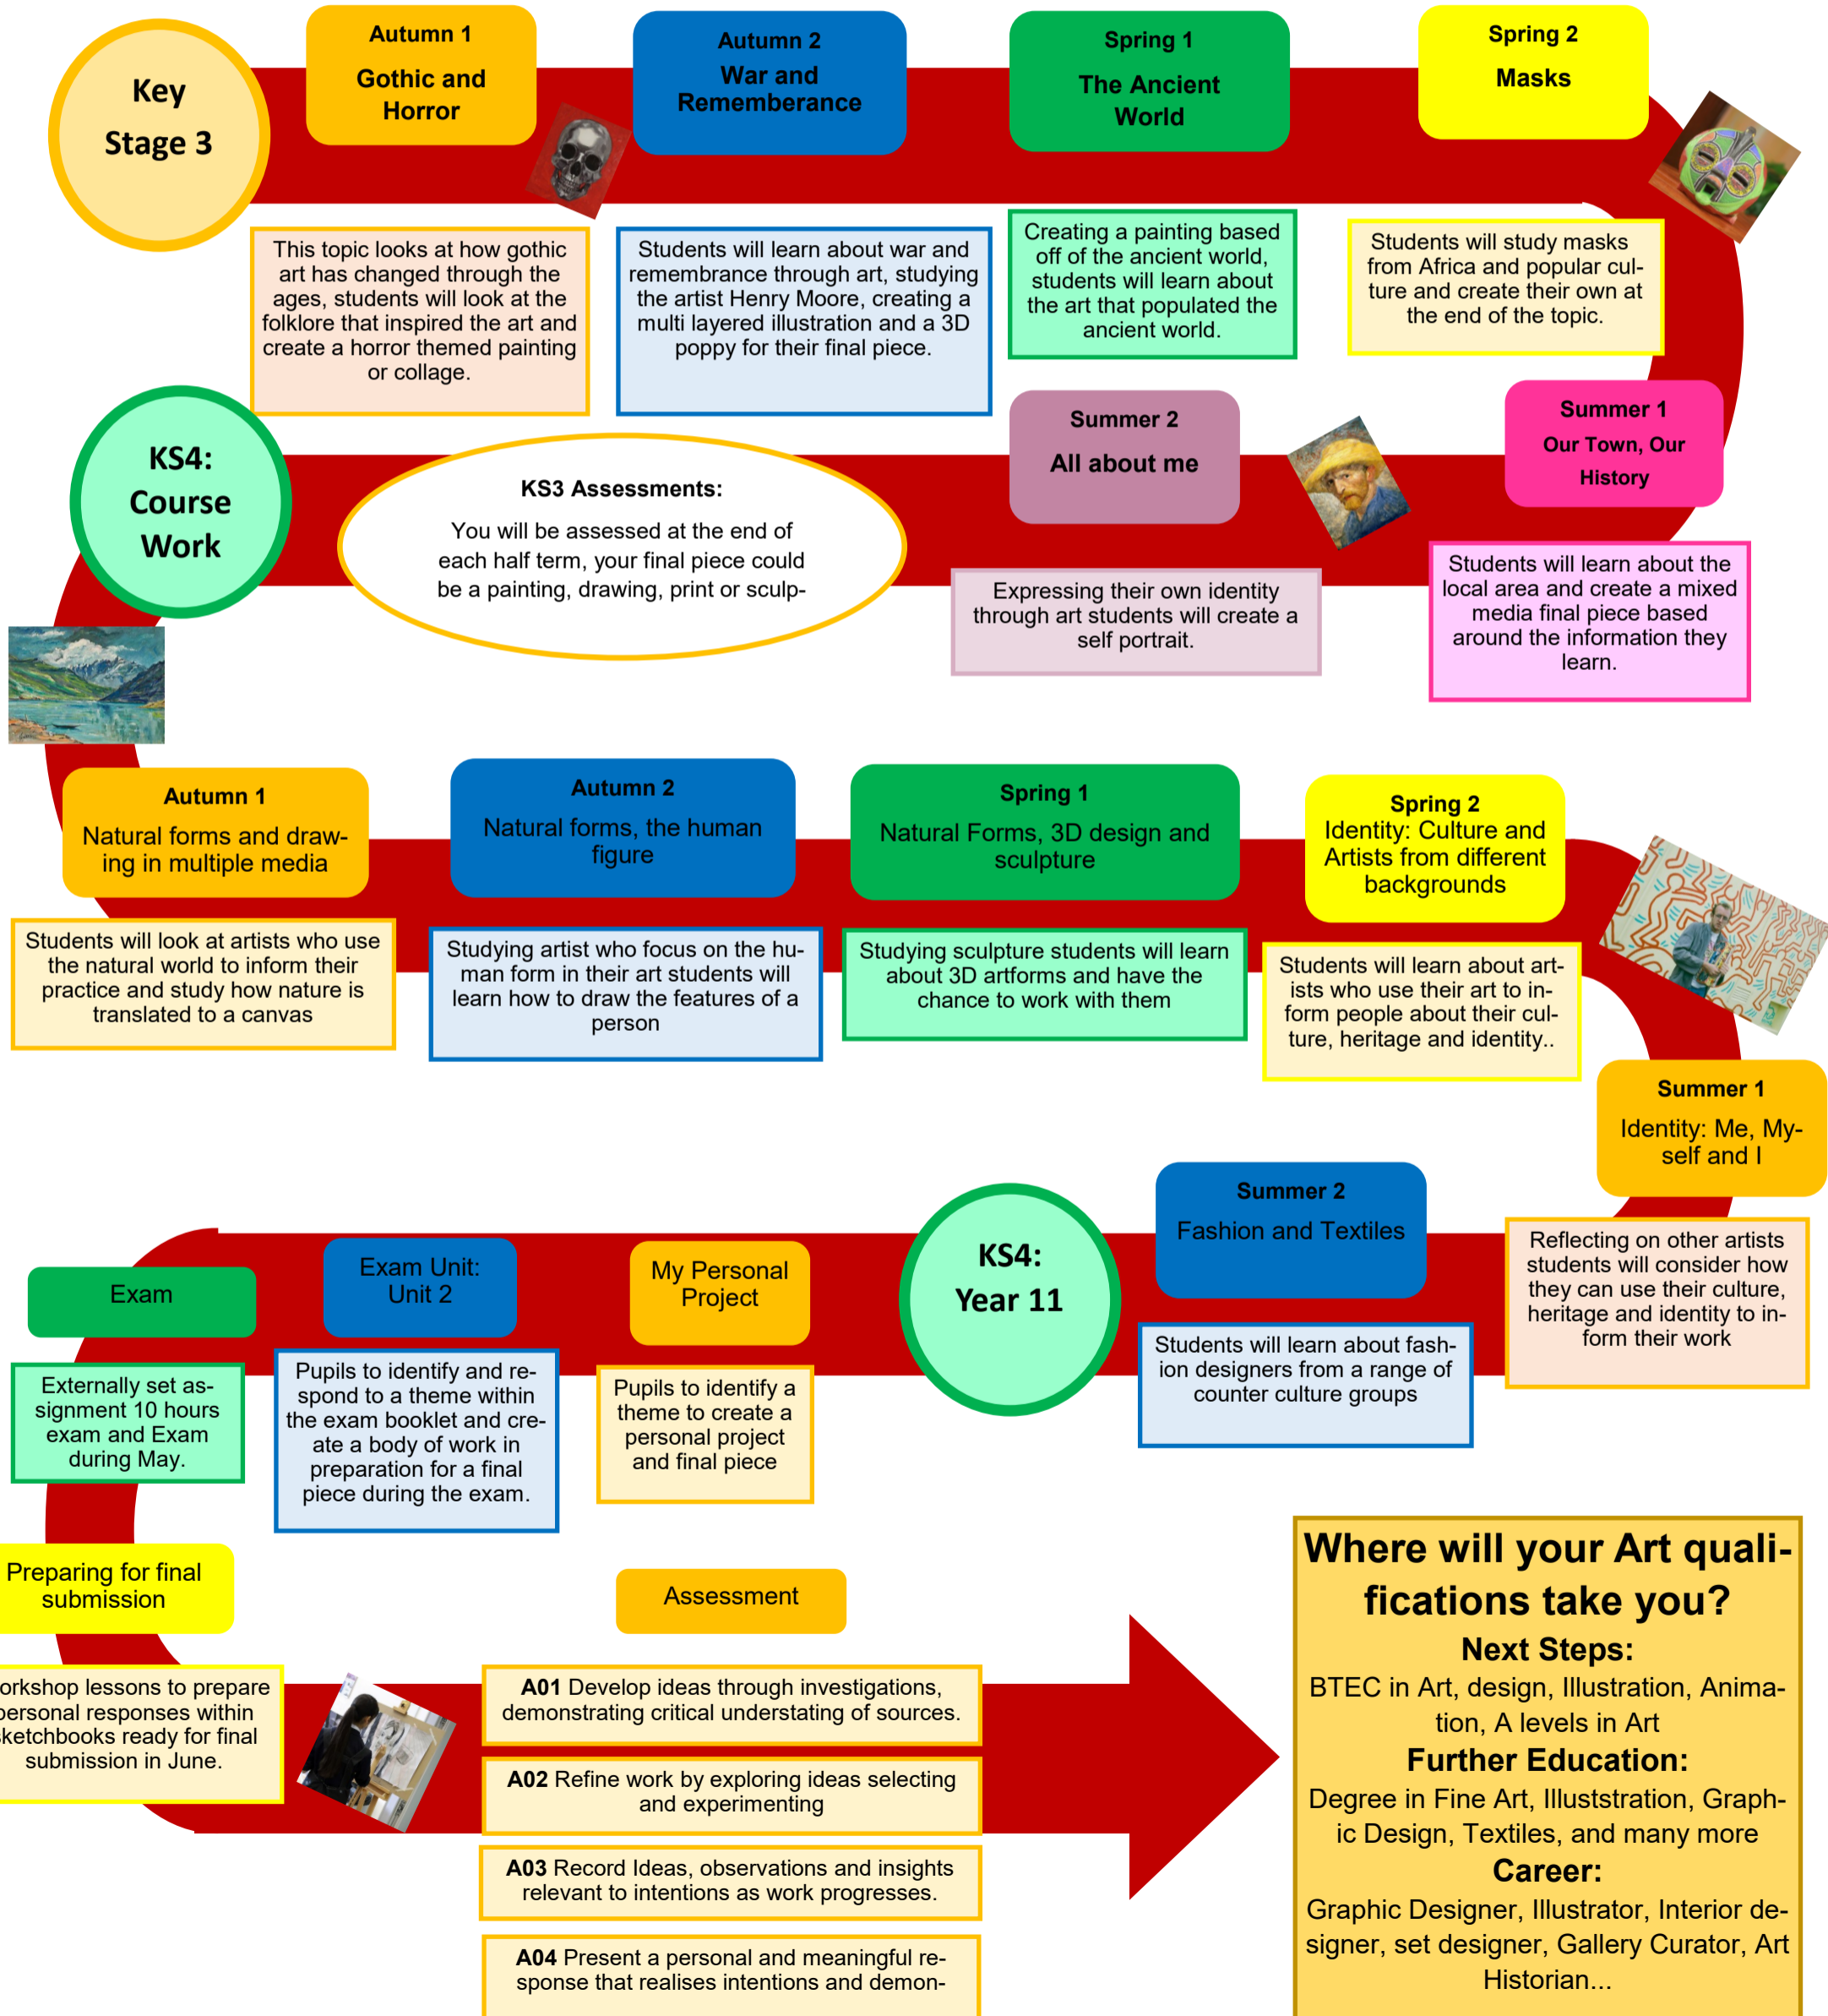 Key
Stage 3
Autumn 1
Gothic and
Horror
Autumn 2
War and
Rememberance
Spring 1
The Ancient
World
Spring 2
Masks
This topic looks at how gothic
art has changed through the
ages, students will look at the
folklore that inspired the art and
create a horror themed painting
or collage.
Students will learn about war and
remembrance through art, studying
the artist Henry Moore, creating a
multi layered illustration and a 3D
poppy for their final piece.
Creating a painting based
off of the ancient world,
students will learn about
the art that populated the
ancient world.
Students will study masks
from Africa and popular cul-
ture and create their own at
the end of the topic.
Summer 1
Our Town, Our
History
Students will learn about the
local area and create a mixed
media final piece based
around the information they
learn.
Summer 2
All about me
Expressing their own identity
through art students will create a
self portrait.
KS3 Assessments:
You will be assessed at the end of
each half term, your final piece could
be a painting, drawing, print or sculp-
KS4:
Course
Work
Autumn 1
Natural forms and draw-
ing in multiple media
Autumn 2
Natural forms, the human
figure
Spring 1
Natural Forms, 3D design and
sculpture
Spring 2
Identity: Culture and
Artists from different
backgrounds
Students will look at artists who use
the natural world to inform their
practice and study how nature is
translated to a canvas
Studying artist who focus on the hu-
man form in their art students will
learn how to draw the features of a
person
Studying sculpture students will learn
about 3D artforms and have the
chance to work with them
Students will learn about art-
ists who use their art to in-
form people about their cul-
ture, heritage and identity..
Summer 1
Identity: Me, My-
self and I
Reflecting on other artists
students will consider how
they can use their culture,
heritage and identity to in-
form their work
Summer 2
Fashion and Textiles
Students will learn about fash-
ion designers from a range of
counter culture groups
KS4:
Year 11
My Personal
Project
Pupils to identify a
theme to create a
personal project
and final piece
Exam Unit:
Unit 2
Pupils to identify and re-
spond to a theme within
the exam booklet and cre-
ate a body of work in
preparation for a final
piece during the exam.
Exam
Externally set as-
signment 10 hours
exam and Exam
during May.
Preparing for final
submission
orkshop lessons to prepare
personal responses within
sketchbooks ready for final
submission in June.
Assessment
A01 Develop ideas through investigations,
demonstrating critical understating of sources.
A02 Refine work by exploring ideas selecting
and experimenting
A03 Record Ideas, observations and insights
relevant to intentions as work progresses.
A04 Present a personal and meaningful re-
sponse that realises intentions and demon-
Where will your Art quali-
fications take you?
Next Steps:
BTEC in Art, design, Illustration, Anima-
tion, A levels in Art
Further Education:
Degree in Fine Art, Illuststration, Graph-
ic Design, Textiles, and many more
Career:
Graphic Designer, Illustrator, Interior de-
signer, set designer, Gallery Curator, Art
Historian...